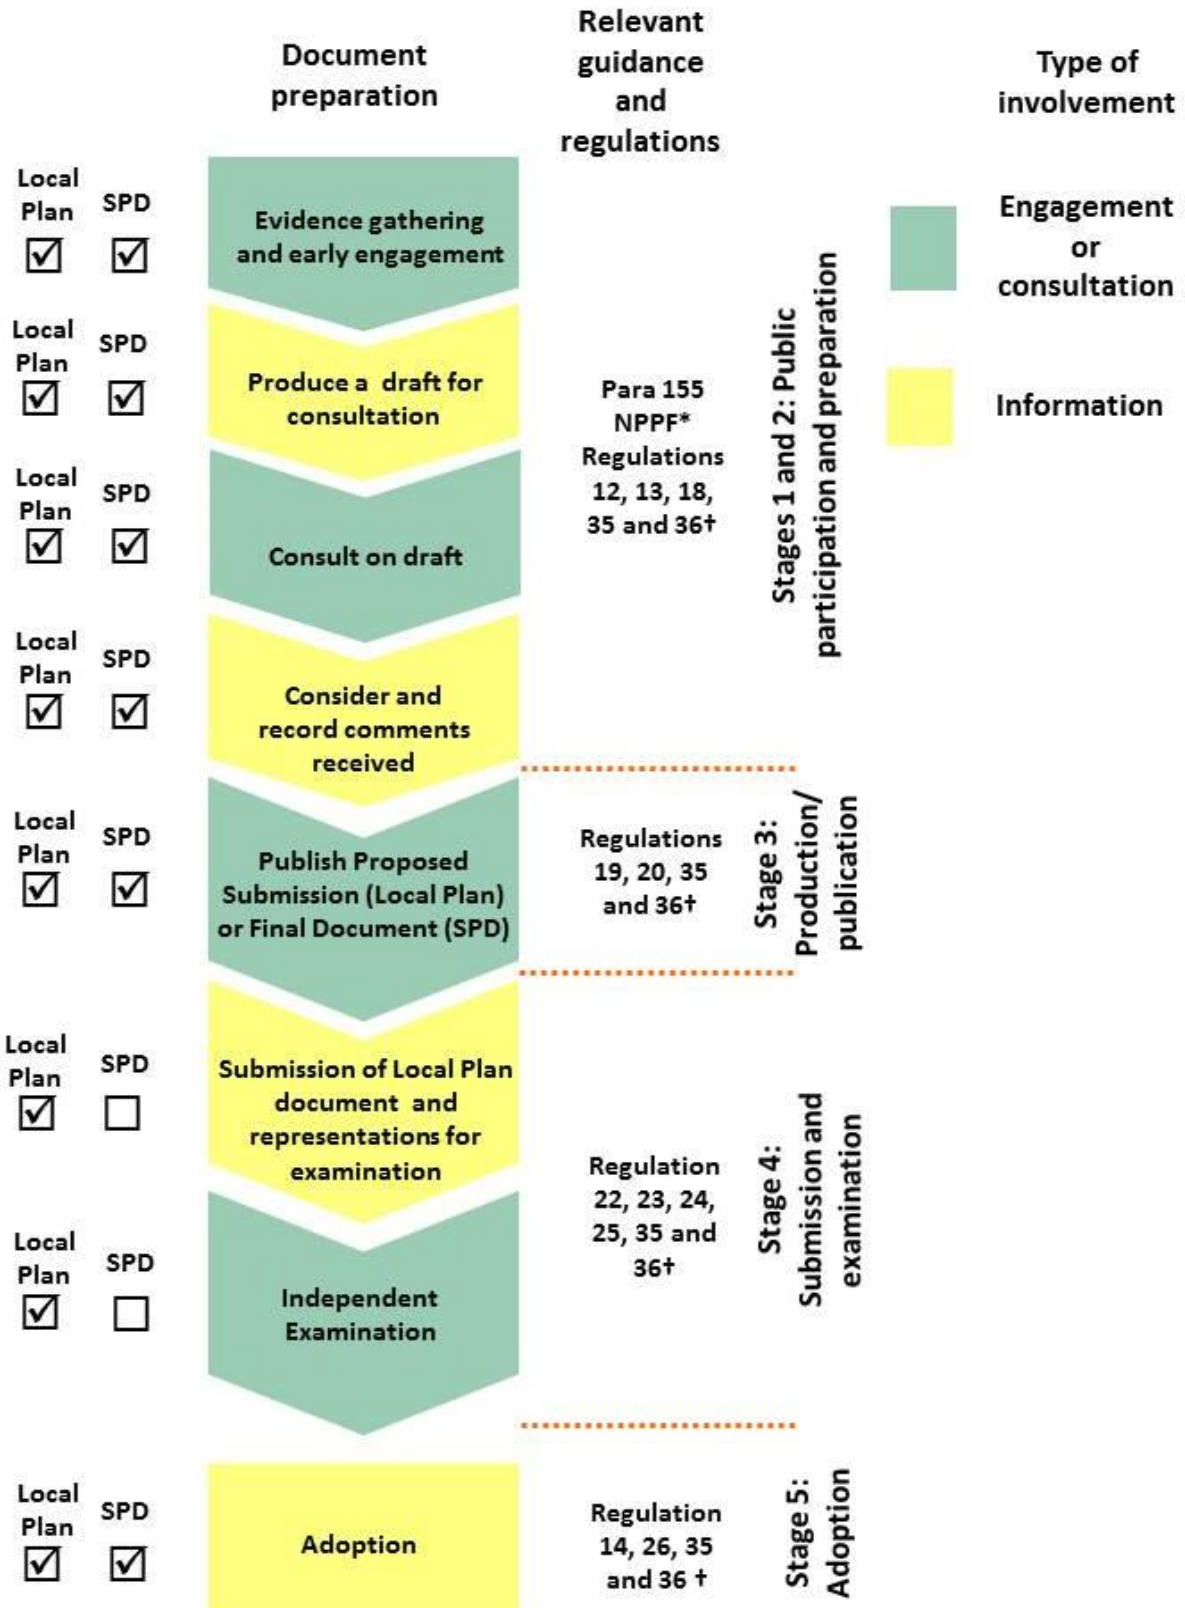 Document
preparation
Relevant
guidance
and
regulations
Type of
involvement
Local
Plan
SPD
Evidence gathering
and early engagement
Engagement
or
consultation
Local
Plan
SPD
Produce a draft for
consultation
Information
Para 155
NPPF*
Regulations
12, 13, 18,
35 and 36†
Stages 1 and 2: Public
participation and preparation
Local
Plan
SPD
Consult on draft
Local
Plan
SPD
Consider and
record comments
received
Local
Plan
SPD
Publish Proposed
Submission (Local Plan)
or Final Document (SPD)
Regulations
19, 20, 35
and 36†
Stage 3:
Production/
publication
Local
Plan
SPD
Submission of Local Plan
document and
representations for
examination
Regulation
22, 23, 24,
25, 35 and
36†
Stage 4:
Submission and
examination
Local
Plan
SPD
Independent
Examination
Local
Plan
SPD
Adoption
Regulation
14, 26, 35
and 36 †
Stage 5:
Adoption